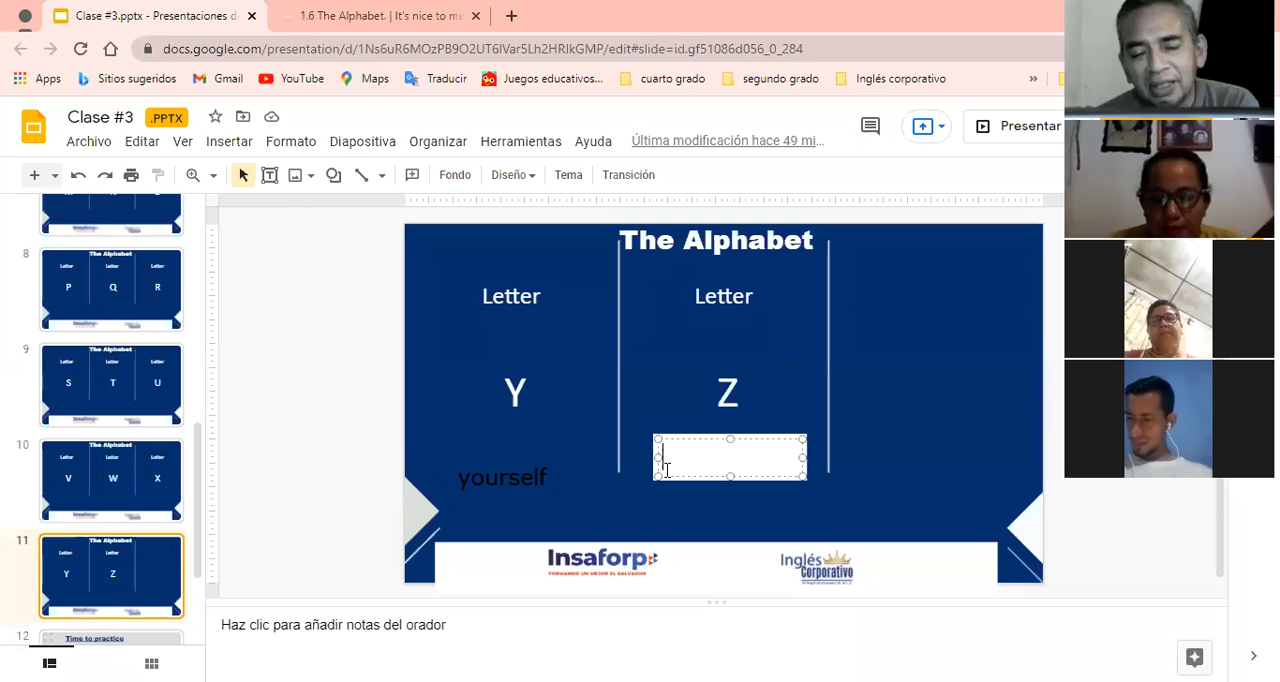 Clase #3.pptx - Presentaciones d
1.6 The Alphabet. | It's nice to me
docs.google.com/presentation/d/1Ns6uR6MOzPB9O2UT6IVar5Lh2HRlkGMP/edit#slide=id.gf51086d056_0_284
Apps Sitios sugeridos Gmail YouTube Maps Traducir Juegos educativos... cuarto grado segundo grado Inglés corporativo »
Clase #3 .PPTX
Archivo Editar Ver Insertar Formato Diapositiva Organizar Herramientas Ayuda Última modificación hace 49 mi...
Presentar
Fondo Diseño Tema Transición
8
The Alphabet
Letter Letter Letter
P Q R
9
The Alphabet
Letter Letter Letter
S T U
10
The Alphabet
Letter Letter Letter
V W X
11
The Alphabet
Letter Letter
Y Z
12
Time to practice
The Alphabet
Letter Letter
Y Z
yourself
Insaforp
FORMANDO UN MEJOR EL SALVADOR
Inglés
Corporativo
Haz clic para añadir notas del orador